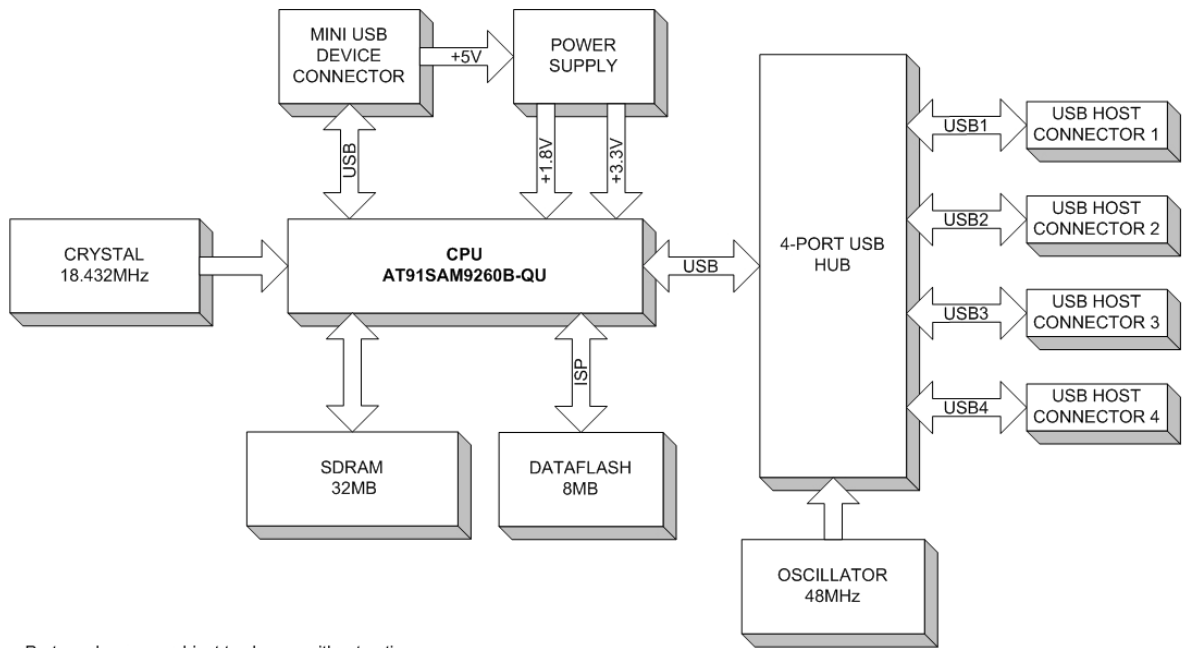 MINI USB
DEVICE
CONNECTOR
+5V
POWER
SUPPLY
USB
+1.8V
+3.3V
CRYSTAL
18.432MHz
CPU
AT91SAM9260B-QU
USB
4-PORT USB
HUB
USB1
USB HOST
CONNECTOR 1
USB2
USB HOST
CONNECTOR 2
USB3
USB HOST
CONNECTOR 3
USB4
USB HOST
CONNECTOR 4
ISP
SDRAM
32MB
DATAFLASH
8MB
OSCILLATOR
48MHz